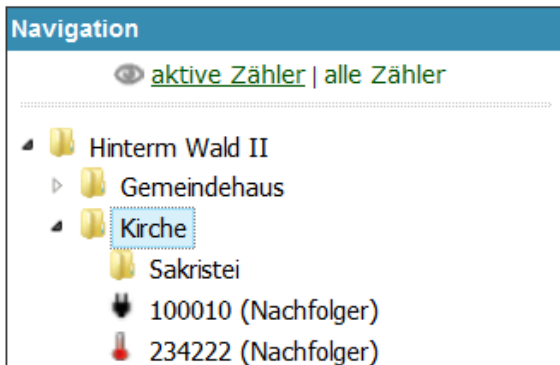 Navigation
aktive Zähler | alle Zähler
Hinterm Wald II
Gemeindehaus
Kirche
Sakristei
100010 (Nachfolger)
234222 (Nachfolger)